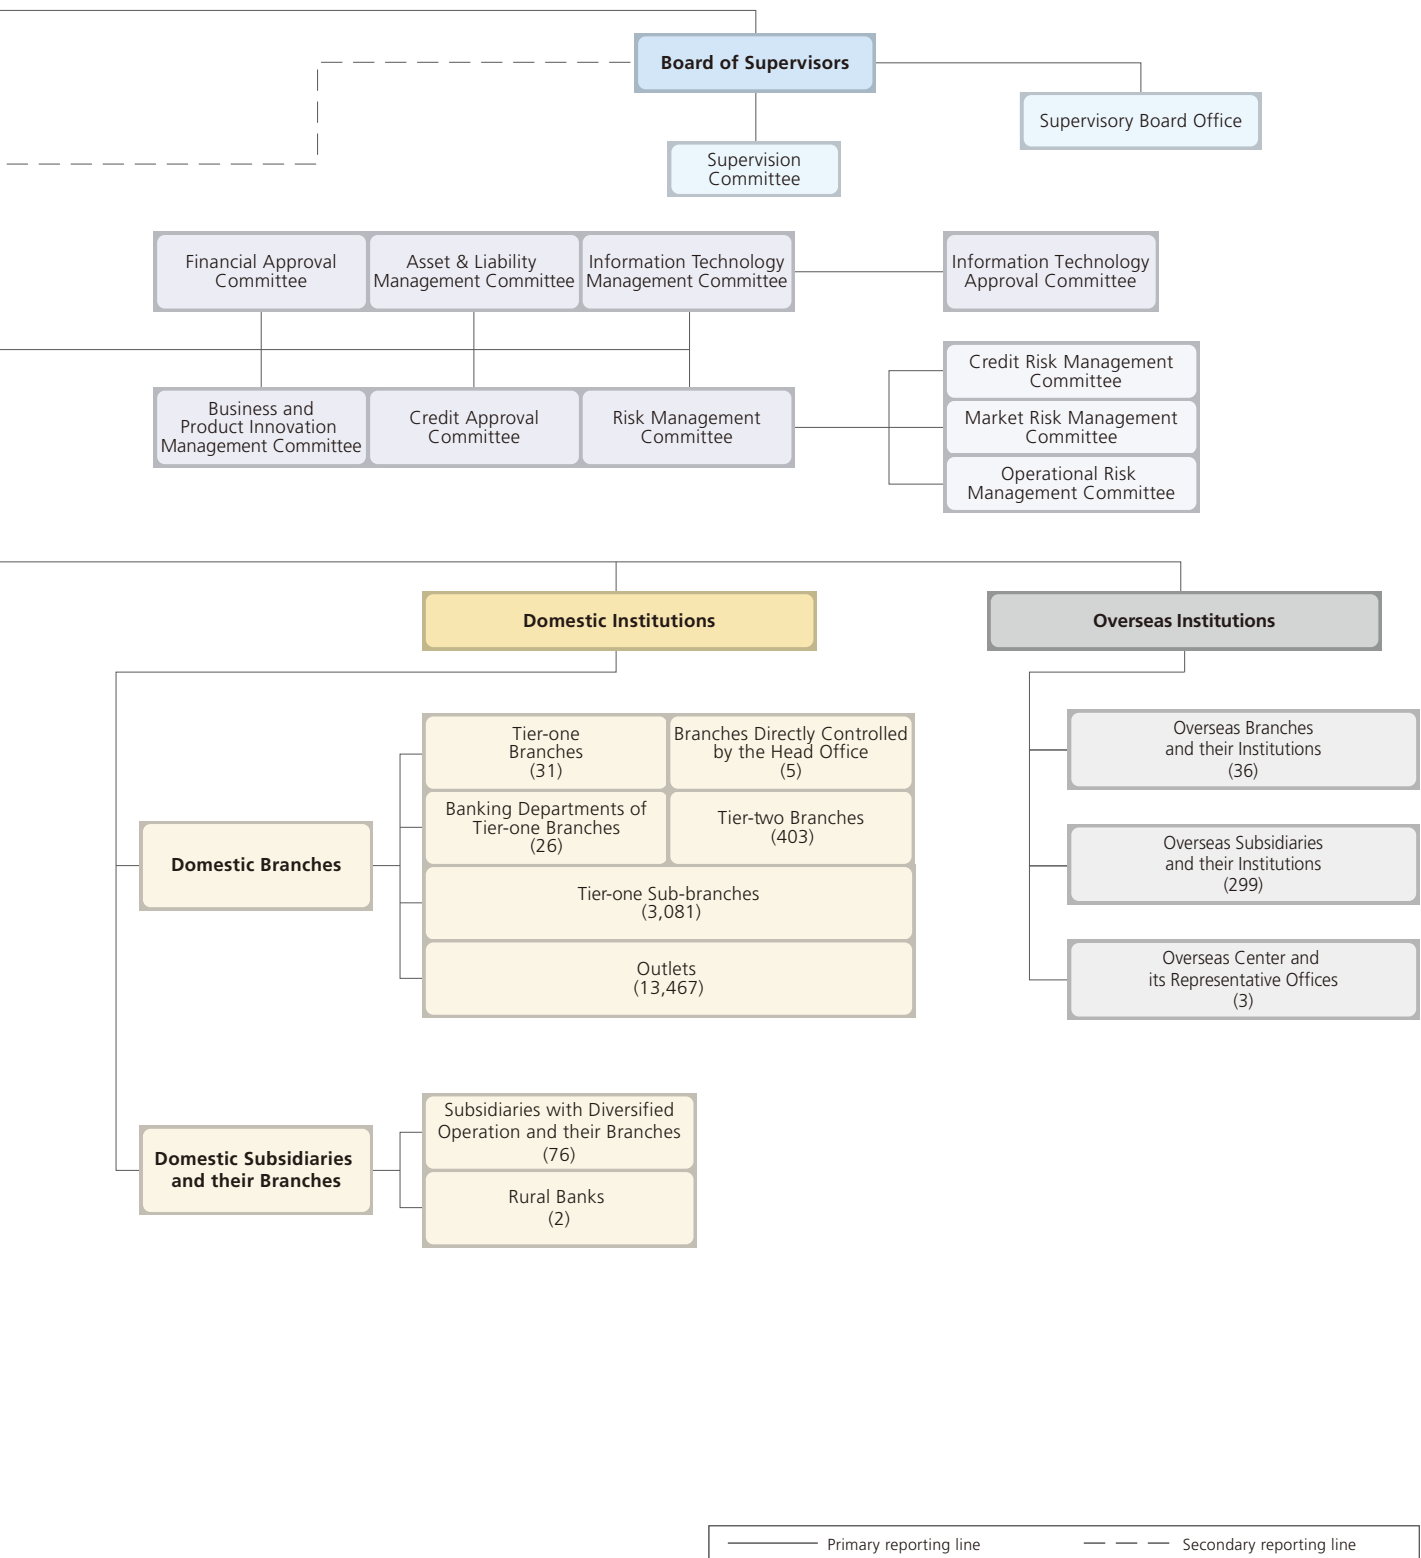 Board of Supervisors
Supervisory Board Office
Supervision
Committee
Financial Approval
Committee
Asset & Liability
Management Committee
Information Technology
Management Committee
Information Technology
Approval Committee
Business and
Product Innovation
Management Committee
Credit Approval
Committee
Risk Management
Committee
Credit Risk Management
Committee
Market Risk Management
Committee
Operational Risk
Management Committee
Domestic Institutions
Overseas Institutions
Domestic Branches
Tier-one
Branches
(31)
Branches Directly Controlled
by the Head Office
(5)
Banking Departments of
Tier-one Branches
(26)
Tier-two Branches
(403)
Tier-one Sub-branches
(3,081)
Outlets
(13,467)
Overseas Branches
and their Institutions
(36)
Overseas Subsidiaries
and their Institutions
(299)
Overseas Center and
its Representative Offices
(3)
Domestic Subsidiaries
and their Branches
Subsidiaries with Diversified
Operation and their Branches
(76)
Rural Banks
(2)
Primary reporting line
Secondary reporting line